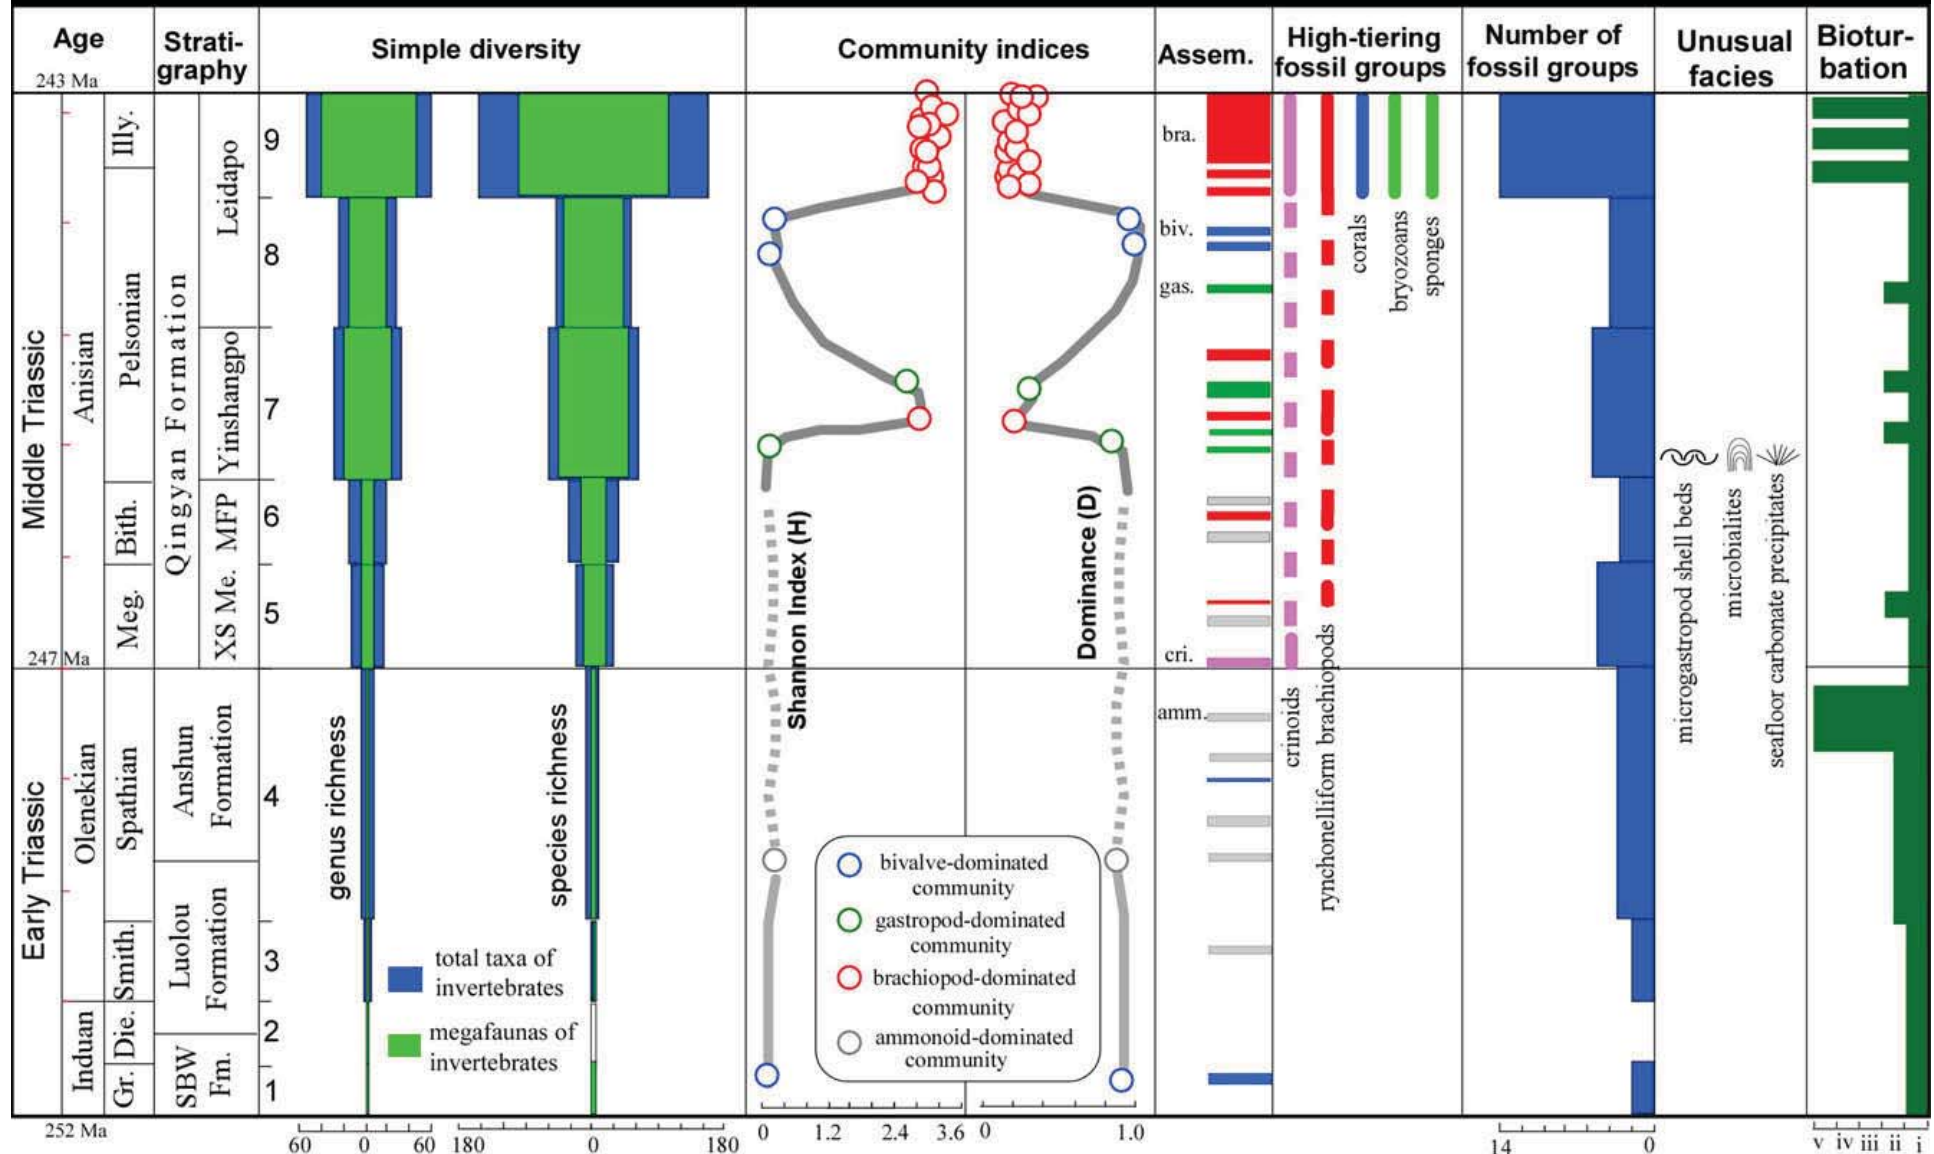 Age
Strati-
graphy
Simple diversity
Community indices
Assem.
High-tiering
fossil groups
Number of
fossil groups
Unusual
facies
Biotur-
bation
243 Ma
247 Ma
252 Ma
Middle Triassic
Early Triassic
Anisian
Olenekian
Induan
Illy.
Pelsonian
Bith.
Meg.
Spathian
Smith.
Die.
Gr.
Qingyan Formation
Leidapo
Yinshangpo
MFP
XS Me.
Anshun
Formation
Luolou
Formation
SBW
Fm.
9
8
7
6
5
4
3
2
1
genus richness
species richness
total taxa of
invertebrates
megafaunas of
invertebrates
Shannon Index (H)
Dominance (D)
bivalve-dominated
community
gastropod-dominated
community
brachiopod-dominated
community
ammonoid-dominated
community
bra.
biv.
gas.
cri.
amm.
crinoids
rynchonelliform brachiopods
corals
bryozoans
sponges
microgastropod shell beds
microbialites
seafloor carbonate precipitates
60 0 60
180 0 180
0 1.2 2.4 3.6
0 1.0
14 0
v iv iii ii i